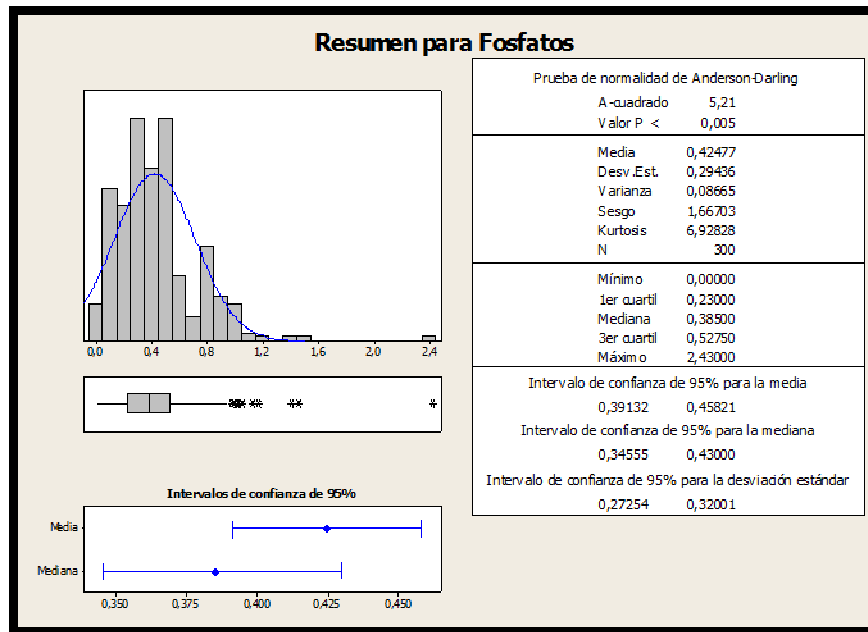 Resumen para Fosfatos
Prueba de normalidad de Anderson-Darling
A-cuadrado 5,21
Valor P < 0,005
Media 0,42477
Desv.Est. 0,29436
Varianza 0,08665
Sesgo 1,66703
Kurtosis 6,92828
N 300
Mínimo 0,00000
1er cuartil 0,23000
Mediana 0,38500
3er cuartil 0,52750
Máximo 2,43000
Intervalo de confianza de 95% para la media
0,39132 0,45821
Intervalo de confianza de 95% para la mediana
0,34555 0,43000
Intervalo de confianza de 95% para la desviación estándar
0,27254 0,32001
0,0 0,4 0,8 1,2 1,6 2,0 2,4
Intervalos de confianza de 95%
Media
Mediana
0,350 0,375 0,400 0,425 0,450